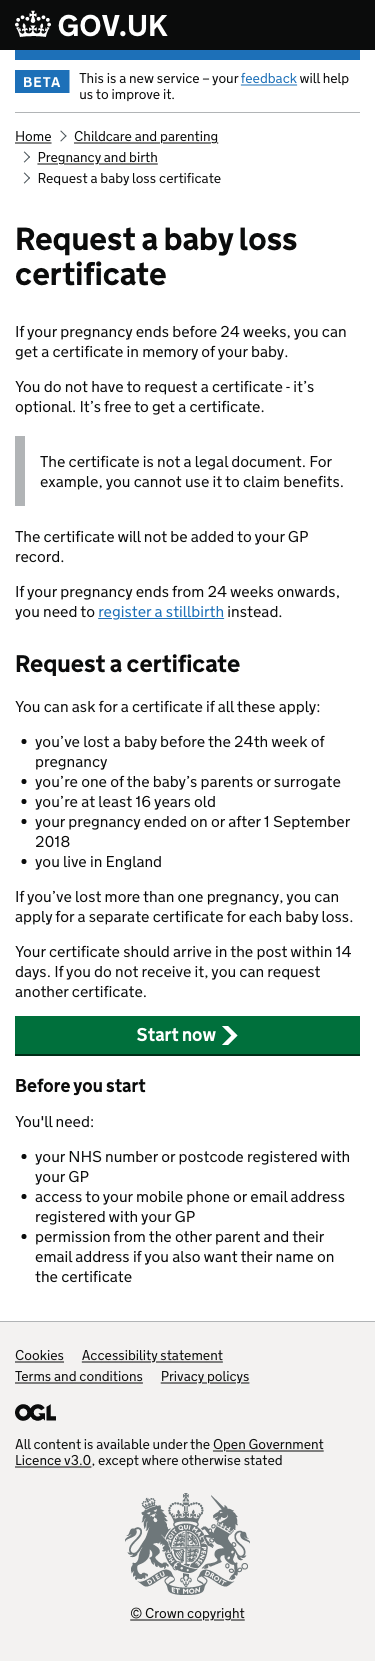 GOV.UK
BETA
This is a new service – your feedback will help
us to improve it.
Home
Childcare and parenting
Pregnancy and birth
Request a baby loss certificate
Request a baby loss
certificate
If your pregnancy ends before 24 weeks, you can
get a certificate in memory of your baby.
You do not have to request a certificate - it’s
optional. It’s free to get a certificate.
The certificate is not a legal document. For
example, you cannot use it to claim benefits.
The certificate will not be added to your GP
record.
If your pregnancy ends from 24 weeks onwards,
you need to register a stillbirth instead.
Request a certificate
You can ask for a certificate if all these apply:
• you’ve lost a baby before the 24th week of
pregnancy
• you’re one of the baby’s parents or surrogate
• you’re at least 16 years old
• your pregnancy ended on or after 1 September
2018
• you live in England
If you’ve lost more than one pregnancy, you can
apply for a separate certificate for each baby loss.
Your certificate should arrive in the post within 14
days. If you do not receive it, you can request
another certificate.
Start now
Before you start
You'll need:
• your NHS number or postcode registered with
your GP
• access to your mobile phone or email address
registered with your GP
• permission from the other parent and their
email address if you also want their name on
the certificate
Cookies Accessibility statement
Terms and conditions Privacy policys
OGL
All content is available under the Open Government
Licence v3.0, except where otherwise stated
DIEU ET MON DROIT
© Crown copyright